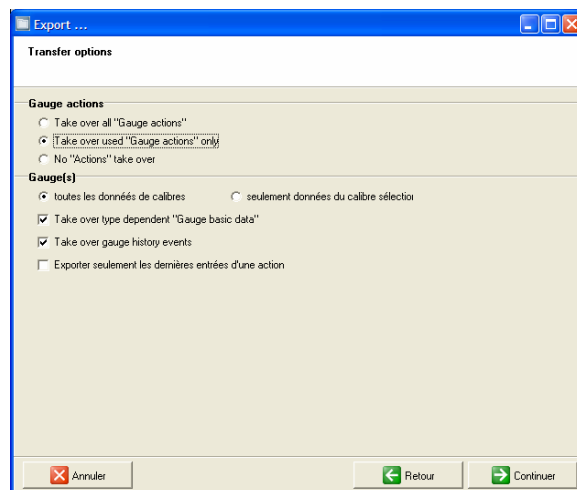 Export ...
Transfer options
Gauge actions
Take over all "Gauge actions"
Take over used "Gauge actions" only
No "Actions" take over
Gauge(s)
toutes les donnéés de calibres seulement données du calibre sélection
Take over type dependent "Gauge basic data"
Take over gauge history events
Exporter seulement les dernières entrées d'une action
Annuler Retour Continuer